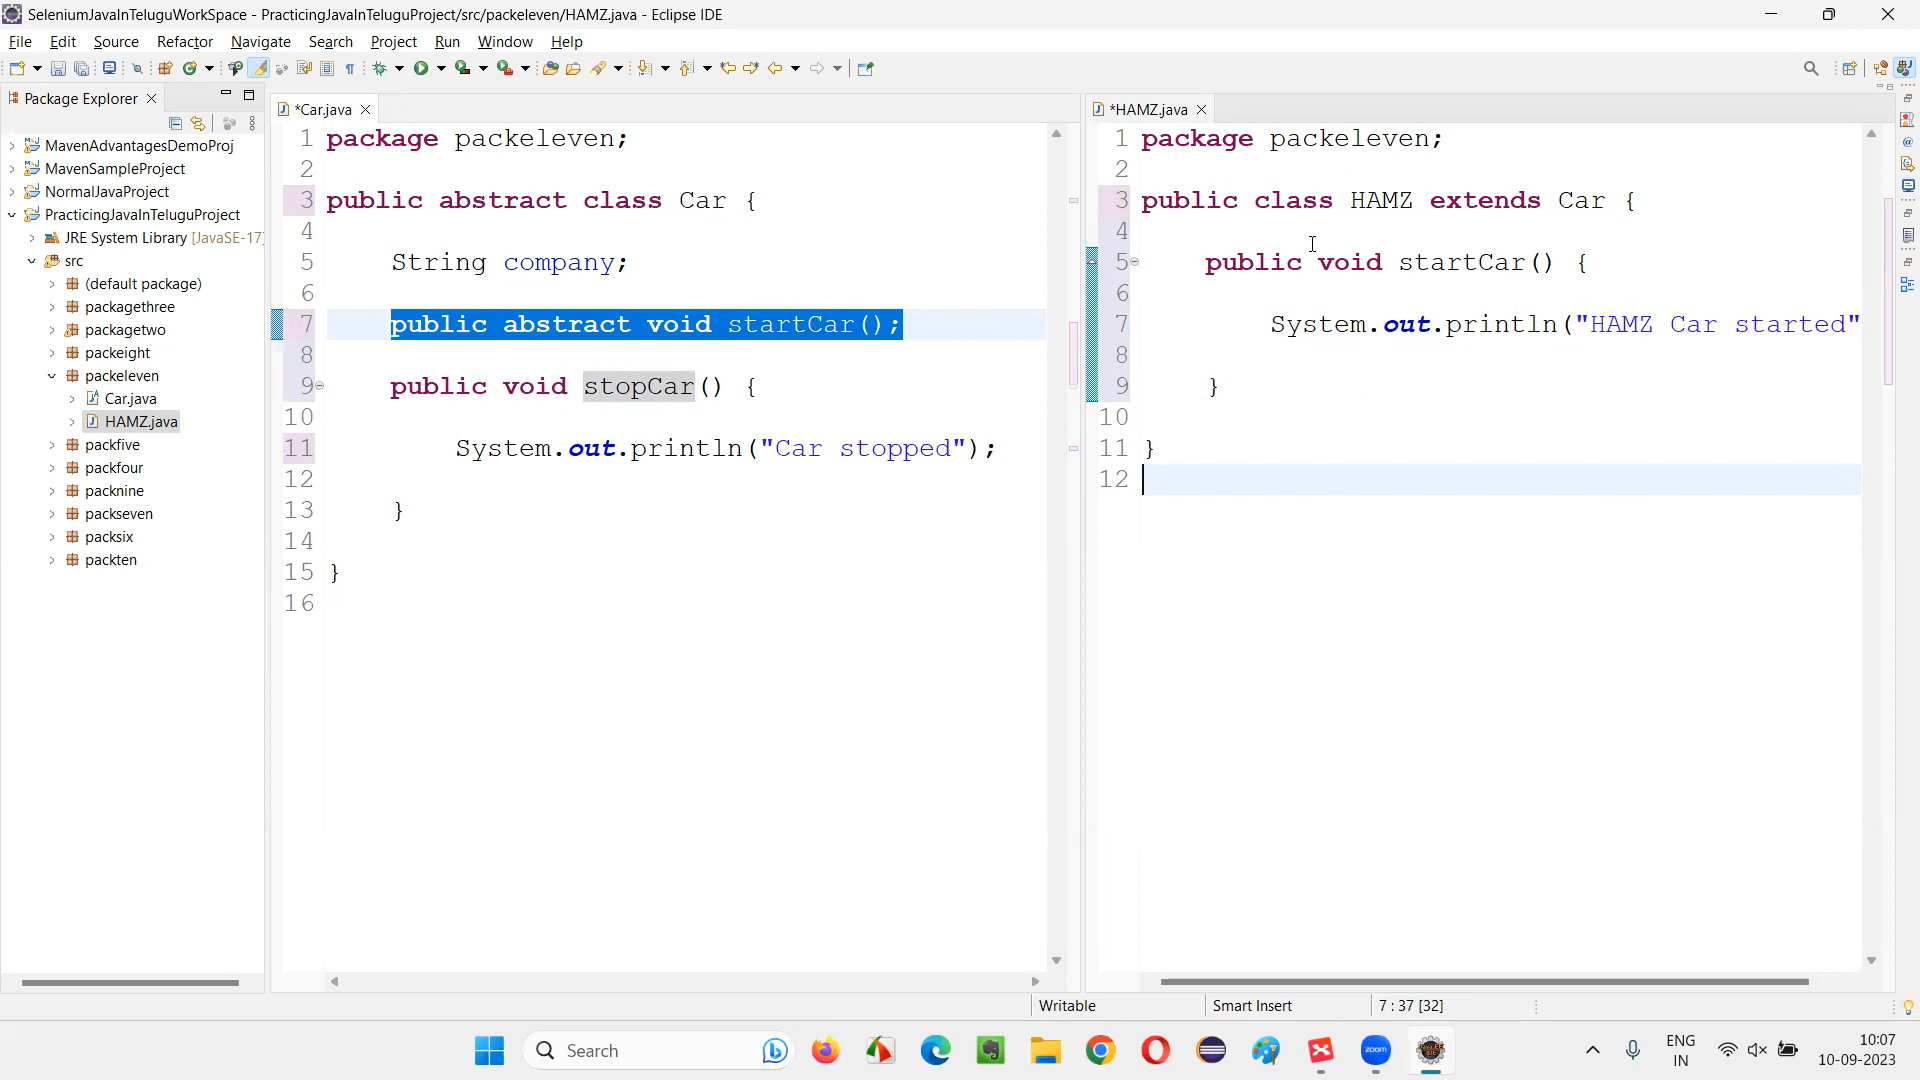 SeleniumJavaInTeluguWorkSpace - PracticingJavaInTeluguProject/src/packeleven/HAMZ.java - Eclipse IDE
File Edit Source Refactor Navigate Search Project Run Window Help
Package Explorer
MavenAdvantagesDemoProj
MavenSampleProject
NormalJavaProject
PracticingJavaInTeluguProject
JRE System Library [JavaSE-17]
src
(default package)
packagethree
packagetwo
packeight
packeleven
Car.java
HAMZ.java
packfive
packfour
packnine
packseven
packsix
packten
*Car.java
1 package packeleven;
2
3 public abstract class Car {
4
5 String company;
6
7 public abstract void startCar();
8
9 public void stopCar() {
10
11 System.out.println("Car stopped");
12
13 }
14
15 }
16
*HAMZ.java
1 package packeleven;
2
3 public class HAMZ extends Car {
4
5 public void startCar() {
6
7 System.out.println("HAMZ Car started"
8
9 }
10
11 }
12
Writable Smart Insert 7 : 37 [32]
Search
zoom
ENG
IN
10:07
10-09-2023